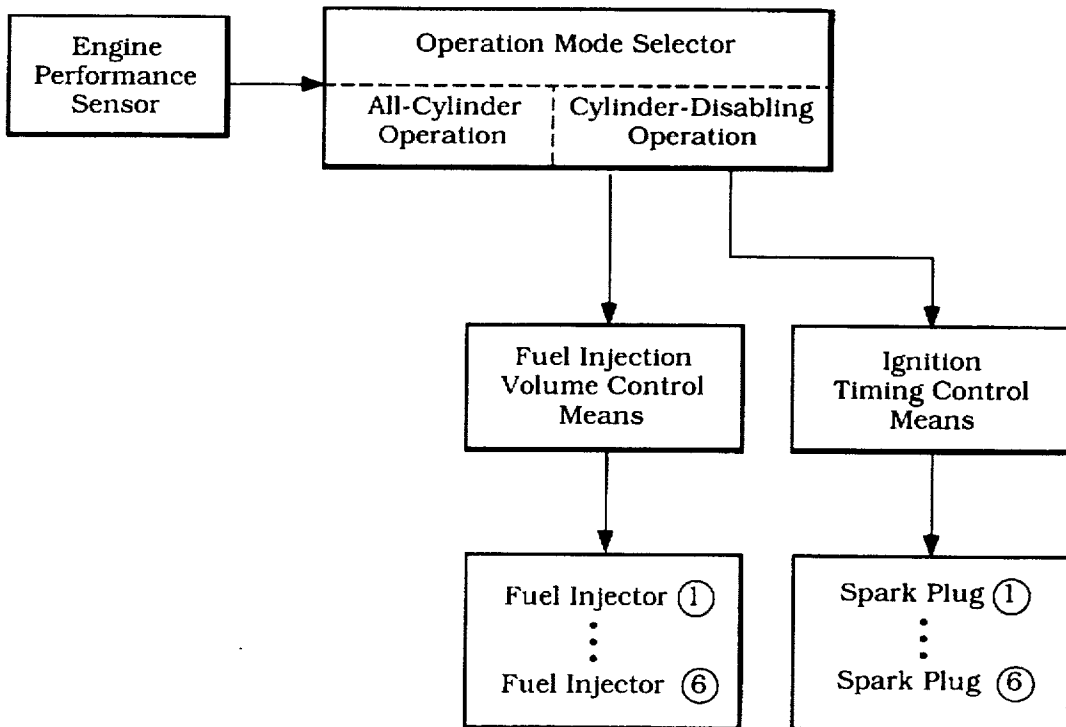 Engine
Performance
Sensor
Operation Mode Selector
All-Cylinder
Operation
Cylinder-Disabling
Operation
Fuel Injection
Volume Control
Means
Ignition
Timing Control
Means
Fuel Injector 1
Fuel Injector 6
Spark Plug 1
Spark Plug 6